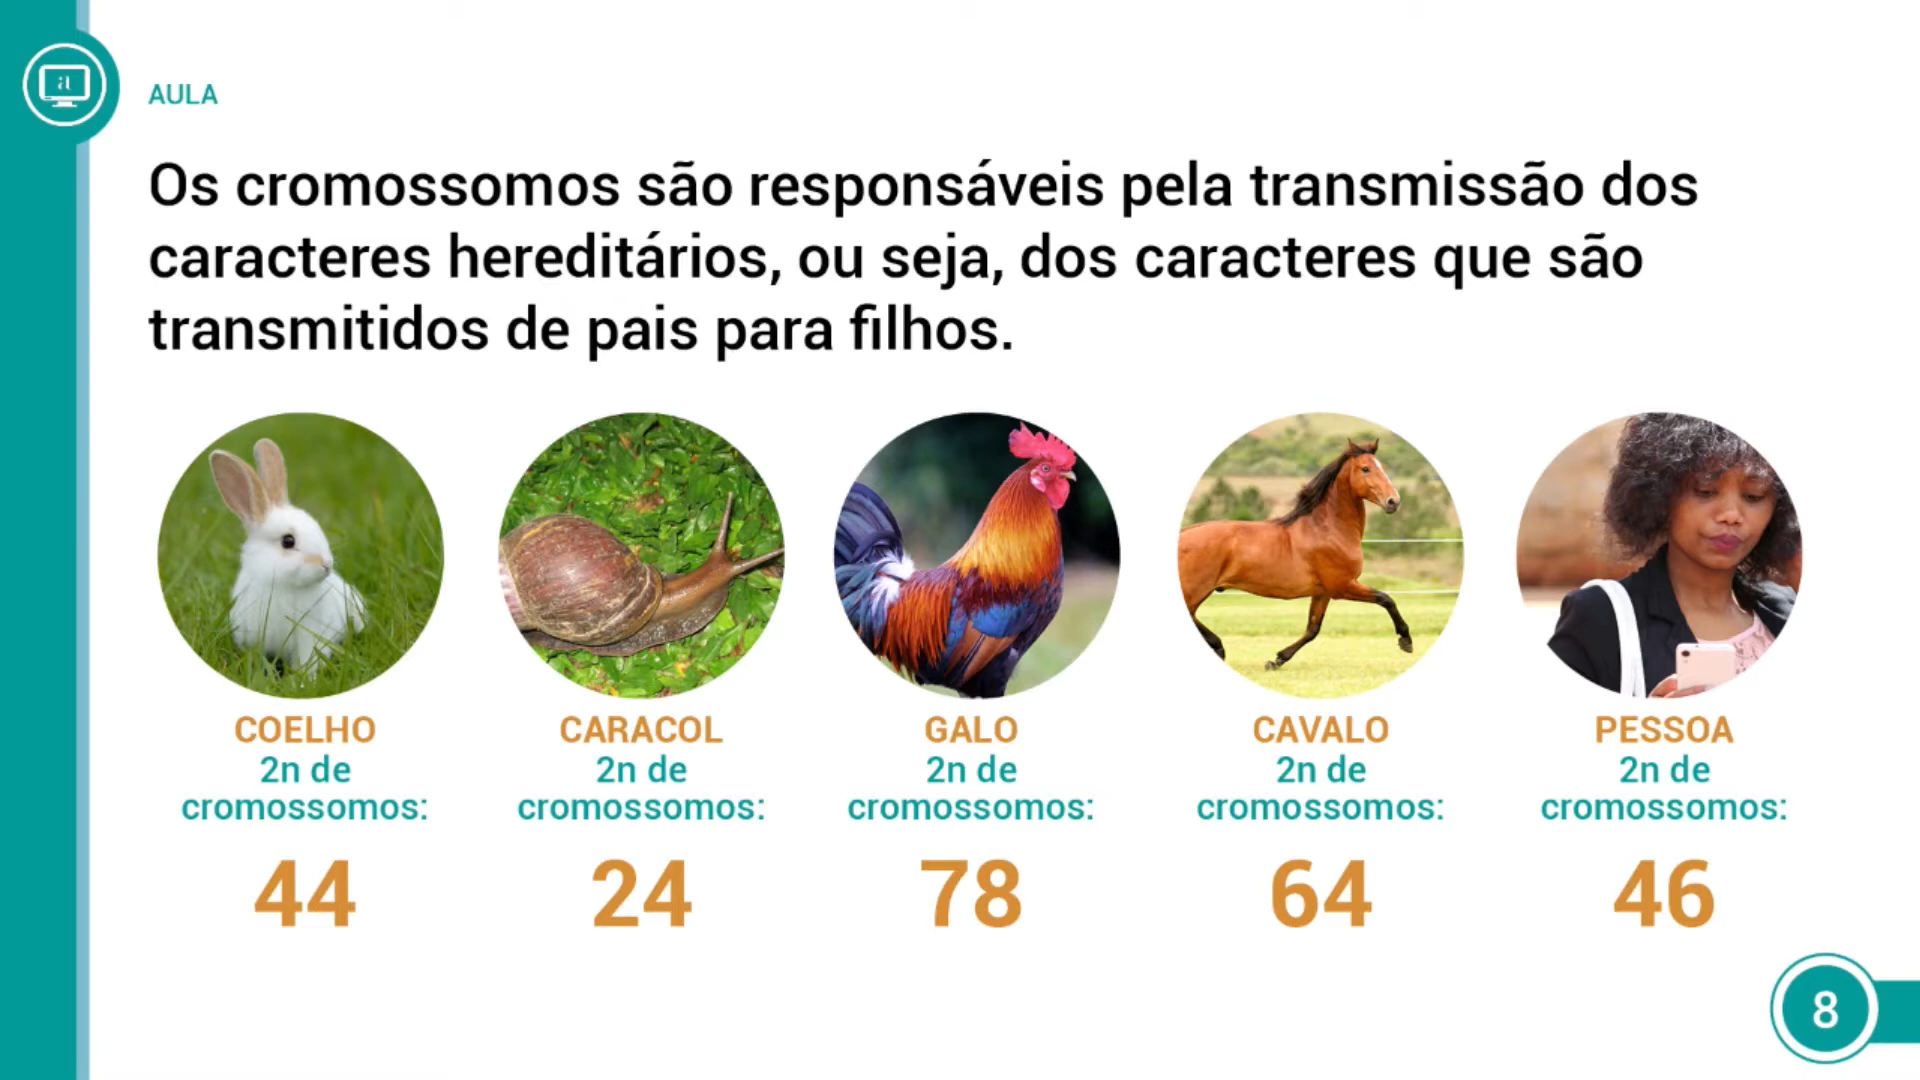 a
AULA
Os cromossomos são responsáveis pela transmissão dos
caracteres hereditários, ou seja, dos caracteres que são
transmitidos de pais para filhos.
COELHO
2n de
cromossomos:
44
CARACOL
2n de
cromossomos:
24
GALO
2n de
cromossomos:
78
CAVALO
2n de
cromossomos:
64
PESSOA
2n de
cromossomos:
46
8